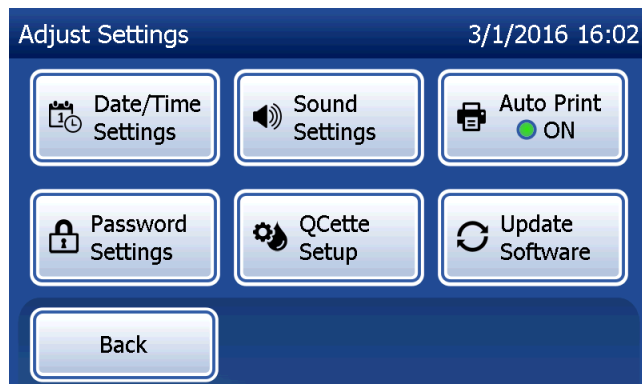 Adjust Settings 3/1/2016 16:02
Date/Time
Settings
Sound
Settings
Auto Print
ON
Password
Settings
QCette
Setup
Update
Software
Back